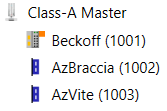 Class-A Master
Beckoff (1001)
AzBraccia (1002)
AzVite (1003)